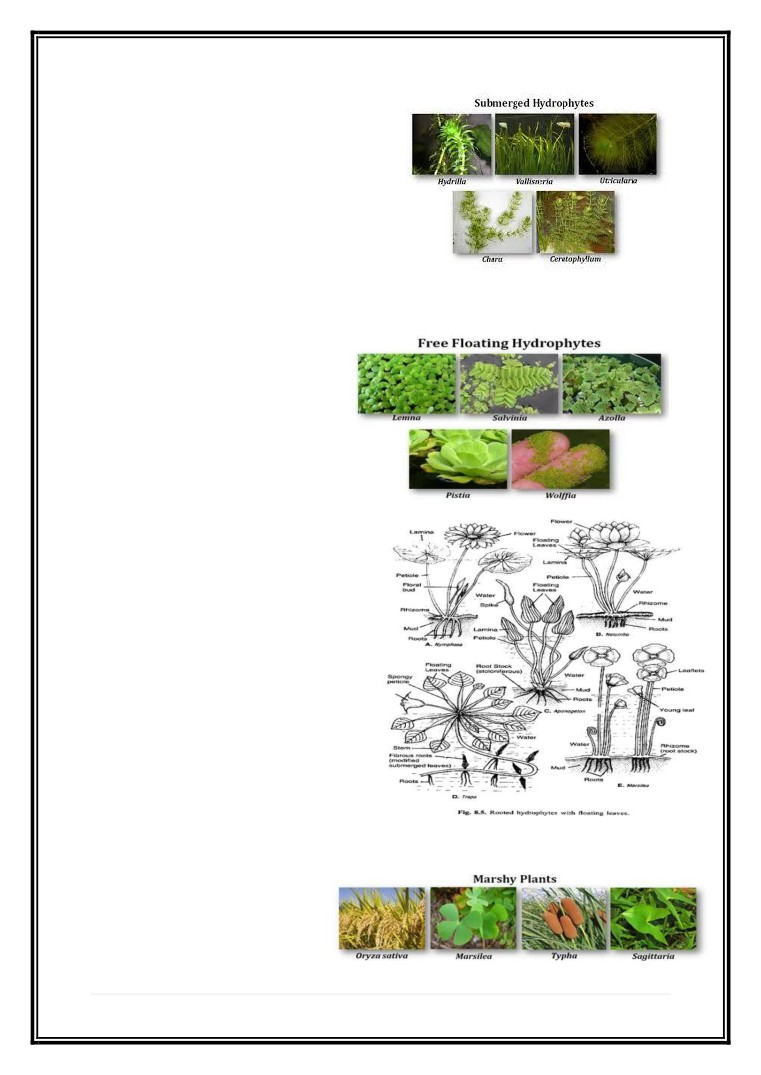 Submerged Hydrophytes
Hydrilla Vallisneria Utricularia
Chara Ceratophyllum
Free Floating Hydrophytes
Lemna Salvinia Azolla
Pistia Wolffia
Lamina
Flower
Petiole
Floral
bud
Water
Rhizome
Mud
Roots
A. Nymphaea
Flower
Floating
Leaves
Lamina
Petiole
Water
Rhizome
Mud
Roots
B. Nelumbo
Floating
Leaves
Spike
Lamina
Petiole
Root Stock
(stoloniferous)
Water
Mud
Roots
C. Aponogeton
Floating
Leaves
Spongy
petiole
Water
Stem
Fibrous roots
(modified
submerged leaves)
Roots
D. Trapa
Leaflets
Petiole
Young leaf
Water
Rhizome
(root stock)
Mud
Roots
E. Marsilea
Fig. 8.5. Rooted hydrophytes with floating leaves.
Marshy Plants
Oryza sativa Marsilea Typha Sagittaria